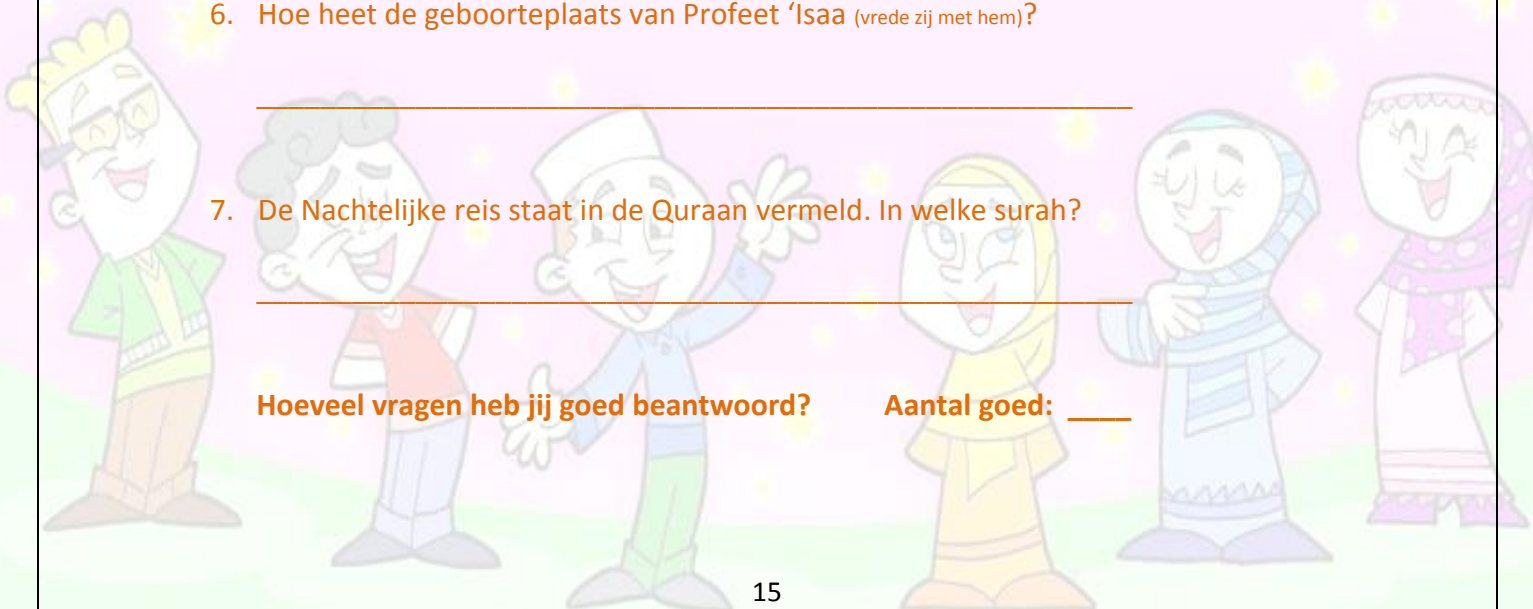 6. Hoe heet de geboorteplaats van Profeet ‘Isaa (vrede zij met hem)?
7. De Nachtelijke reis staat in de Quraan vermeld. In welke surah?
Hoeveel vragen heb jij goed beantwoord? Aantal goed: ____
15